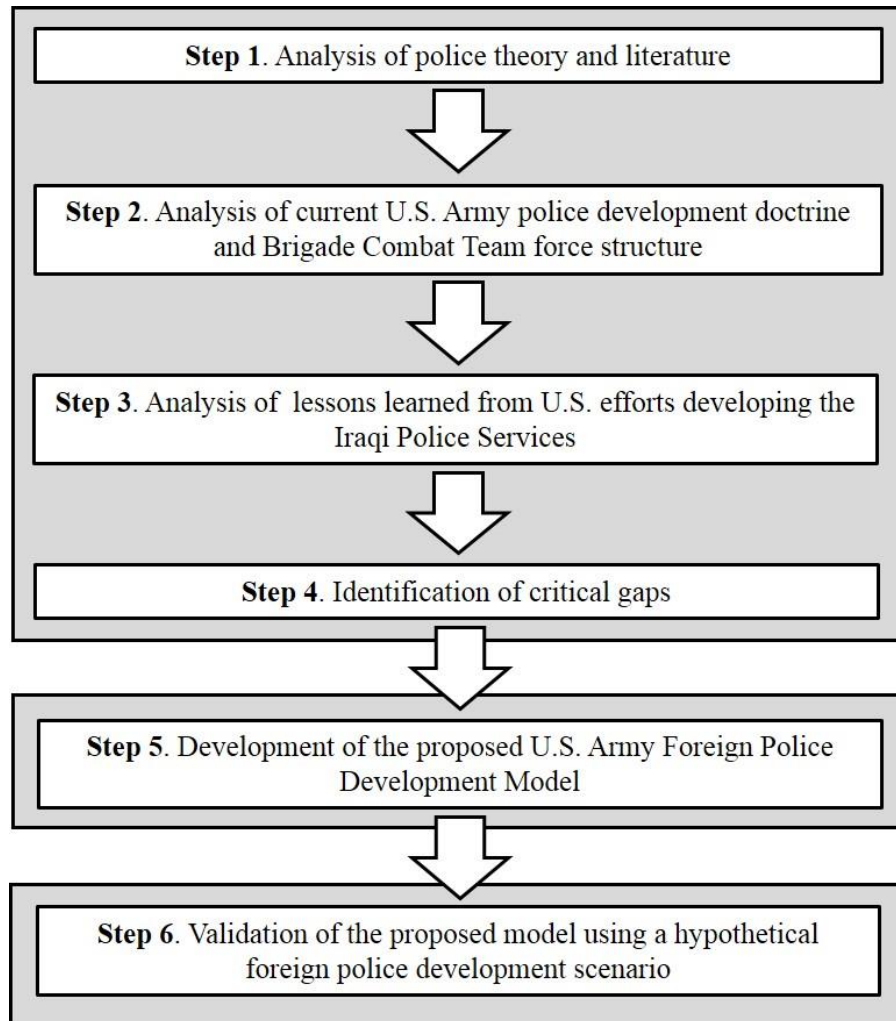 Step 1. Analysis of police theory and literature
Step 2. Analysis of current U.S. Army police development doctrine
and Brigade Combat Team force structure
Step 3. Analysis of lessons learned from U.S. efforts developing the
Iraqi Police Services
Step 4. Identification of critical gaps
Step 5. Development of the proposed U.S. Army Foreign Police
Development Model
Step 6. Validation of the proposed model using a hypothetical
foreign police development scenario